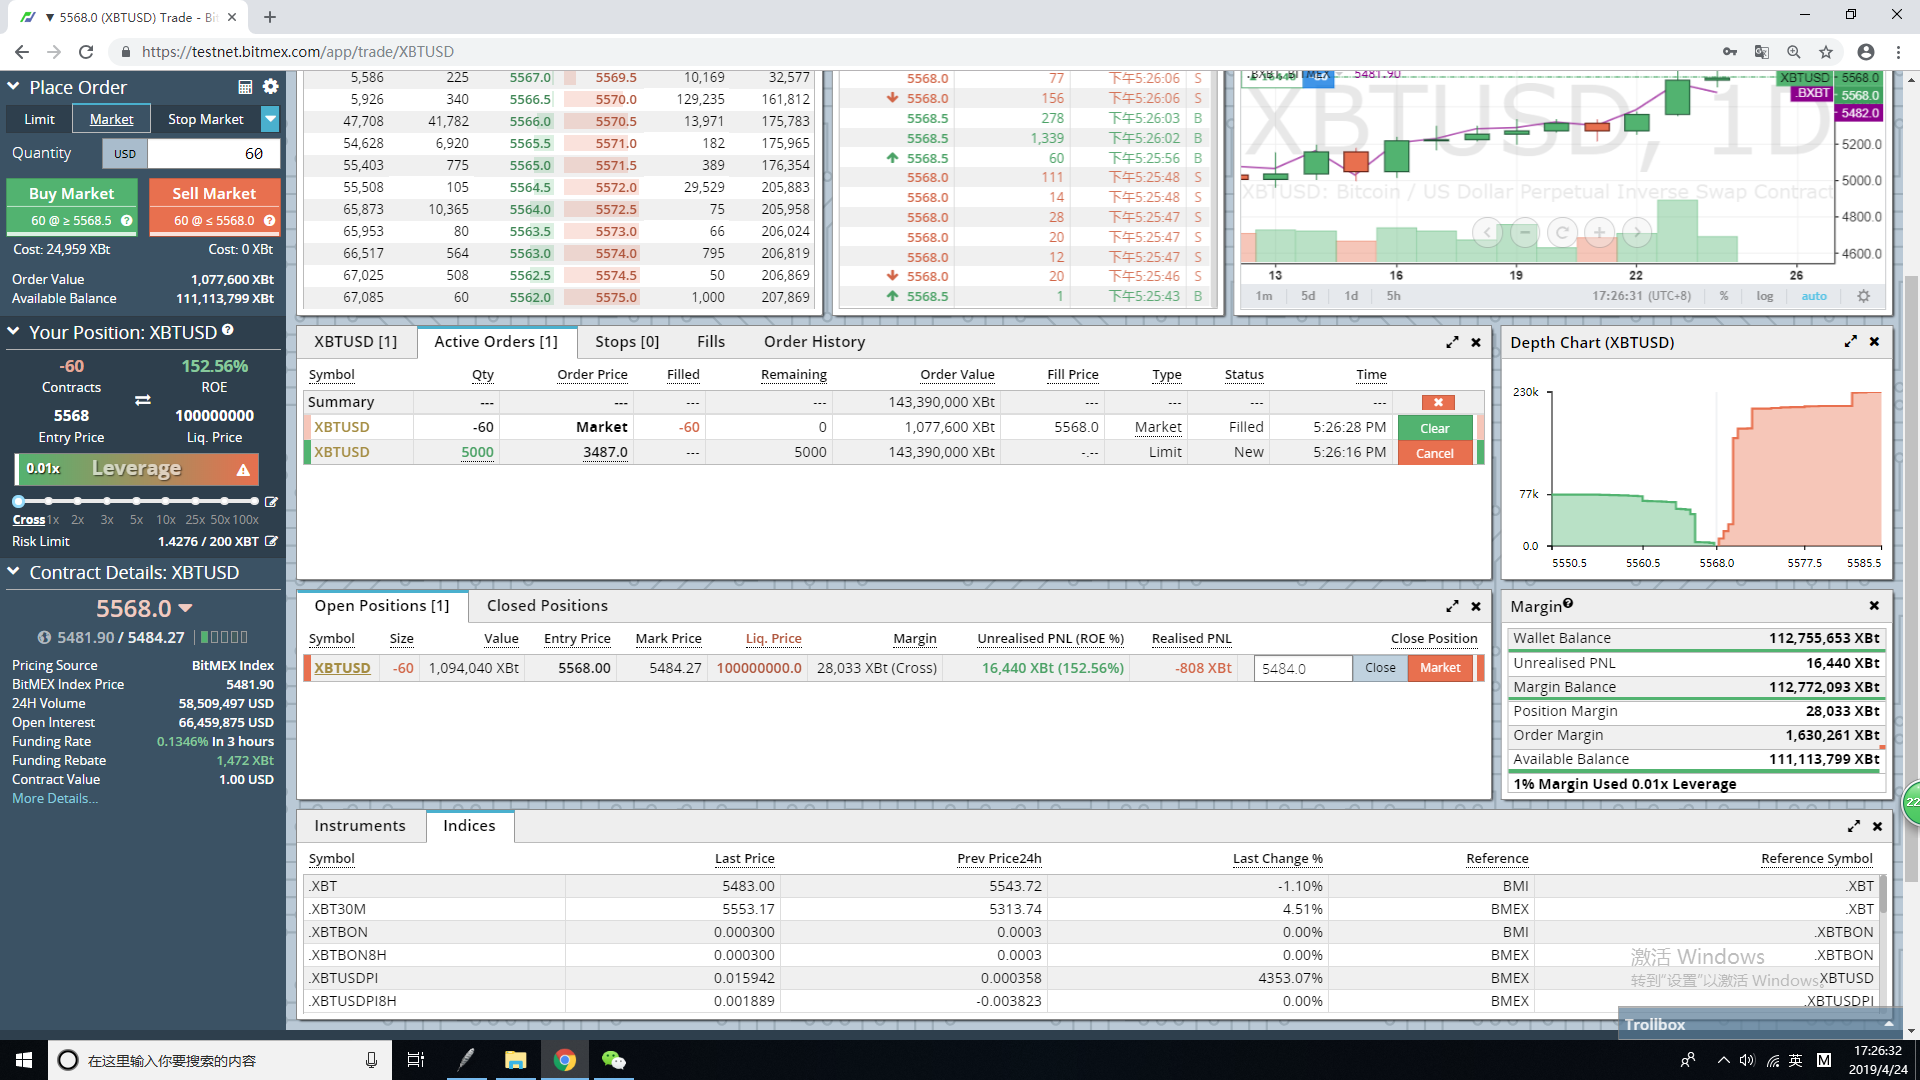 ▼ 5568.0 (XBTUSD) Trade - Bi
https://testnet.bitmex.com/app/trade/XBTUSD
Place Order
Limit Market Stop Market
Quantity USD 60
Buy Market Sell Market
60 @ ≥ 5568.5 60 @ ≤ 5568.0
Cost: 24,959 XBt Cost: 0 XBt
Order Value 1,077,600 XBt
Available Balance 111,113,799 XBt
Your Position: XBTUSD
-60 152.56%
Contracts ROE
5568 100000000
Entry Price Liq. Price
0.01x Leverage
Cross 1x 2x 3x 5x 10x 25x 50x 100x
Risk Limit 1.4276 / 200 XBT
Contract Details: XBTUSD
5568.0
5481.90 / 5484.27
Pricing Source BitMEX Index
BitMEX Index Price 5481.90
24H Volume 58,509,497 USD
Open Interest 66,459,875 USD
Funding Rate 0.1346% In 3 hours
Funding Rebate 1,472 XBt
Contract Value 1.00 USD
More Details...
5,586 225 5567.0 5569.5 10,169 32,577
5,926 340 5566.5 5570.0 129,235 161,812
47,708 41,782 5566.0 5570.5 13,971 175,783
54,628 6,920 5565.5 5571.0 182 175,965
55,403 775 5565.0 5571.5 389 176,354
55,508 105 5564.5 5572.0 29,529 205,883
65,873 10,365 5564.0 5572.5 75 205,958
65,953 80 5563.5 5573.0 66 206,024
66,517 564 5563.0 5574.0 795 206,819
67,025 508 5562.5 5574.5 50 206,869
67,085 60 5562.0 5575.0 1,000 207,869
5568.0 77 下午5:26:06 S
5568.0 156 下午5:26:06 S
5568.5 278 下午5:26:03 B
5568.5 1,339 下午5:26:02 B
5568.5 60 下午5:25:56 B
5568.0 111 下午5:25:48 S
5568.0 14 下午5:25:48 S
5568.0 28 下午5:25:47 S
5568.0 20 下午5:25:47 S
5568.0 12 下午5:25:47 S
5568.0 20 下午5:25:46 S
5568.5 1 下午5:25:43 B
.BXBT, BITMEX 5481.90
XBTUSD, 1D
XBTUSD: Bitcoin / US Dollar Perpetual Inverse Swap Contract
XBTUSD 5568.0
5568.0
.BXBT
5482.0
5200.0
5000.0
4800.0
4600.0
13 16 19 22 26
1m 5d 1d 5h 17:26:31 (UTC+8) % log auto
XBTUSD [1] Active Orders [1] Stops [0] Fills Order History
Symbol Qty Order Price Filled Remaining Order Value Fill Price Type Status Time
Summary --- --- --- --- 143,390,000 XBt --- --- --- ---
XBTUSD -60 Market -60 0 1,077,600 XBt 5568.0 Market Filled 5:26:28 PM Clear
XBTUSD 5000 3487.0 --- 5000 143,390,000 XBt -.-- Limit New 5:26:16 PM Cancel
Depth Chart (XBTUSD)
230k
77k
0.0
5550.5 5560.5 5568.0 5577.5 5585.5
Open Positions [1] Closed Positions
Symbol Size Value Entry Price Mark Price Liq. Price Margin Unrealised PNL (ROE %) Realised PNL Close Position
XBTUSD -60 1,094,040 XBt 5568.00 5484.27 100000000.0 28,033 XBt (Cross) 16,440 XBt (152.56%) -808 XBt 5484.0 Close Market
Margin
Wallet Balance 112,755,653 XBt
Unrealised PNL 16,440 XBt
Margin Balance 112,772,093 XBt
Position Margin 28,033 XBt
Order Margin 1,630,261 XBt
Available Balance 111,113,799 XBt
1% Margin Used 0.01x Leverage
22
Instruments Indices
Symbol Last Price Prev Price24h Last Change % Reference Reference Symbol
.XBT 5483.00 5543.72 -1.10% BMI .XBT
.XBT30M 5553.17 5313.74 4.51% BMEX .XBT
.XBTBON 0.000300 0.0003 0.00% BMI .XBTBON
.XBTBON8H 0.000300 0.0003 0.00% BMEX .XBTBON
.XBTUSDPI 0.015942 0.000358 4353.07% BMEX XBTUSD
.XBTUSDPI8H 0.001889 -0.003823 0.00% BMEX .XBTUSDPI
激活 Windows
转到"设置"以激活 Windows。
Trollbox
在这里输入你要搜索的内容
英 M
17:26:32
2019/4/24